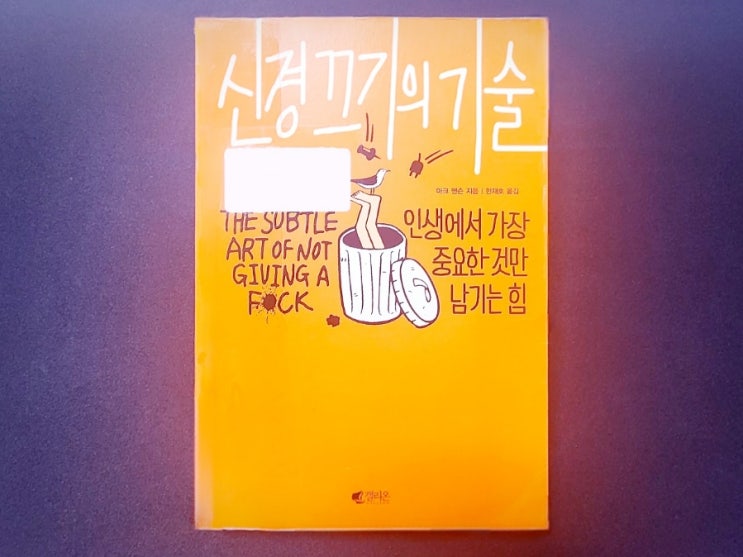 신경 끄기의 기술
마크 맨슨 지음 | 한재호 옮김
THE SUBTLE
ART OF NOT
GIVING A
F CK
인생에서 가장
중요한 것만
남기는 힘
갤리온